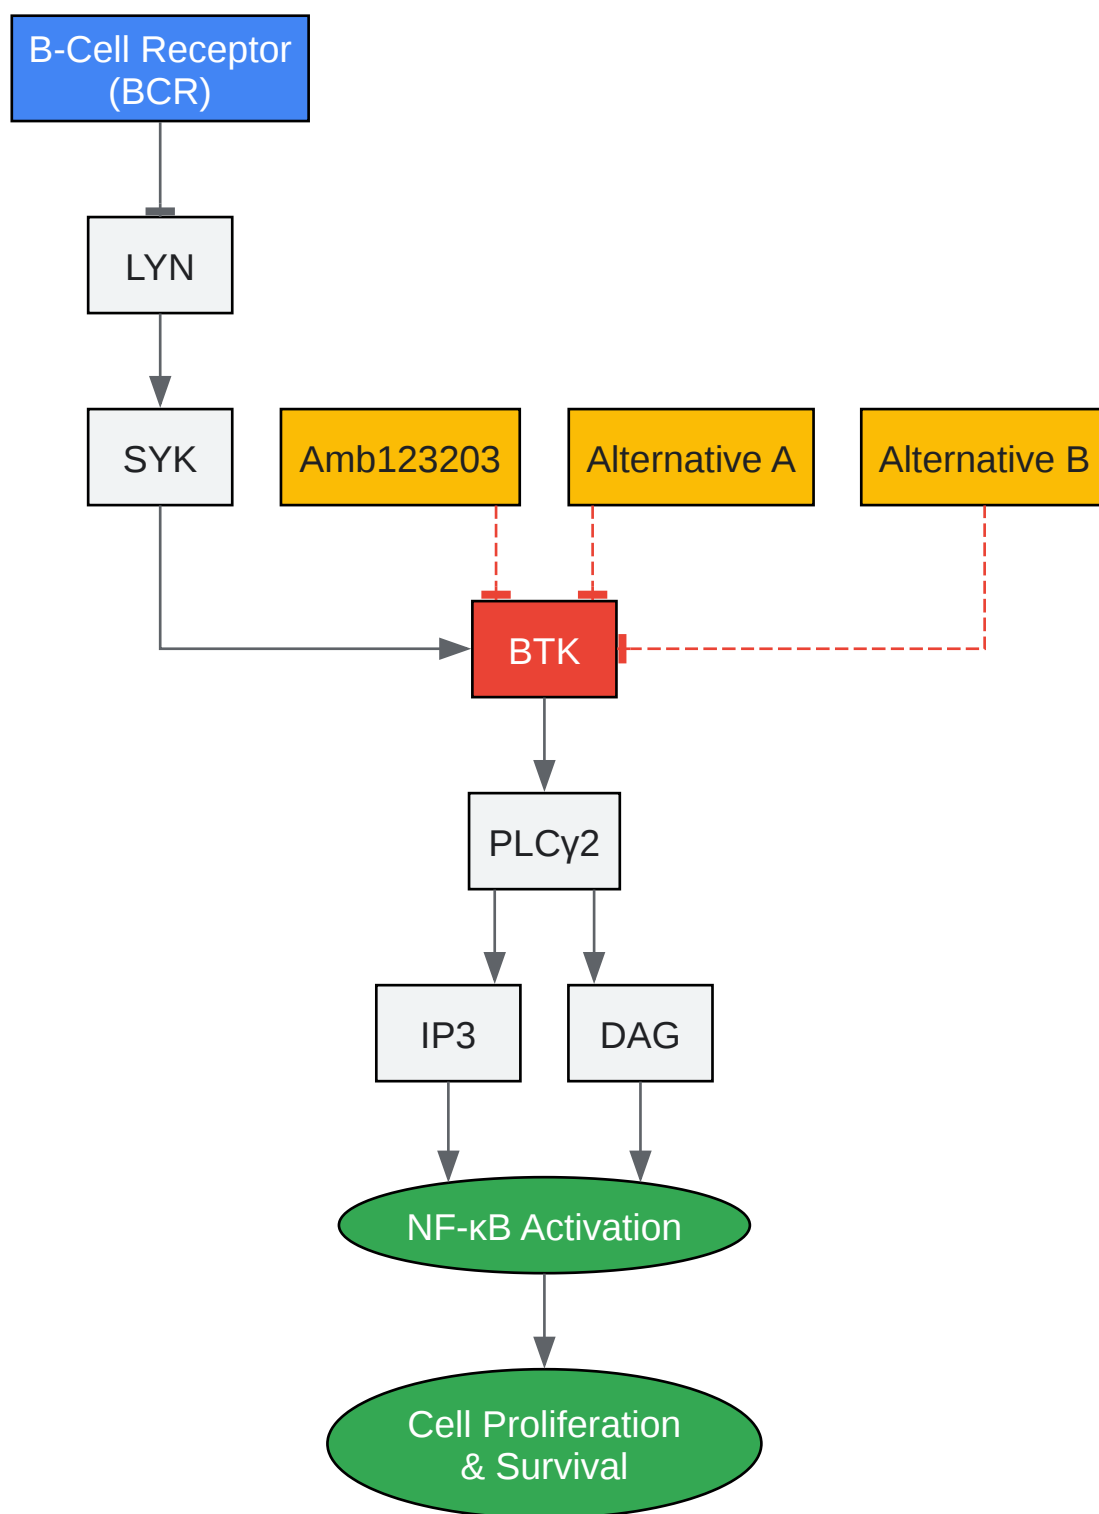 B-Cell Receptor
(BCR)
LYN
SYK
Amb123203
Alternative A
Alternative B
BTK
PLCγ2
IP3
DAG
NF-κB Activation
Cell Proliferation
& Survival